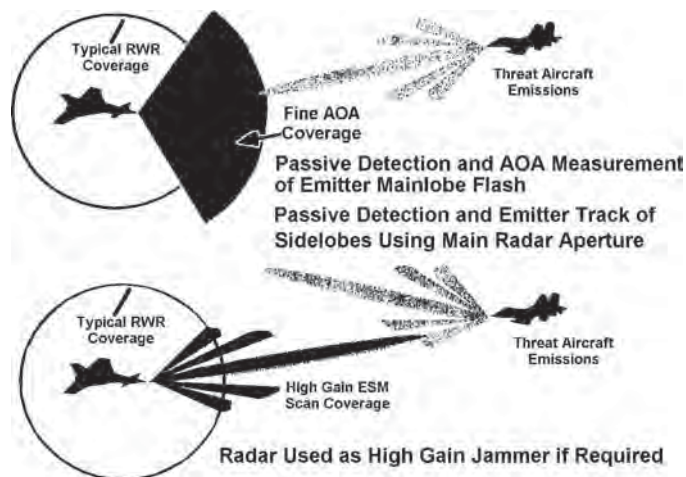 Typical RWR
Coverage
Threat Aircraft
Emissions
Fine AOA
Coverage
Passive Detection and AOA Measurement
of Emitter Mainlobe Flash
Passive Detection and Emitter Track of
Sidelobes Using Main Radar Aperture
Typical RWR
Coverage
Threat Aircraft
Emissions
High Gain ESM
Scan Coverage
Radar Used as High Gain Jammer if Required